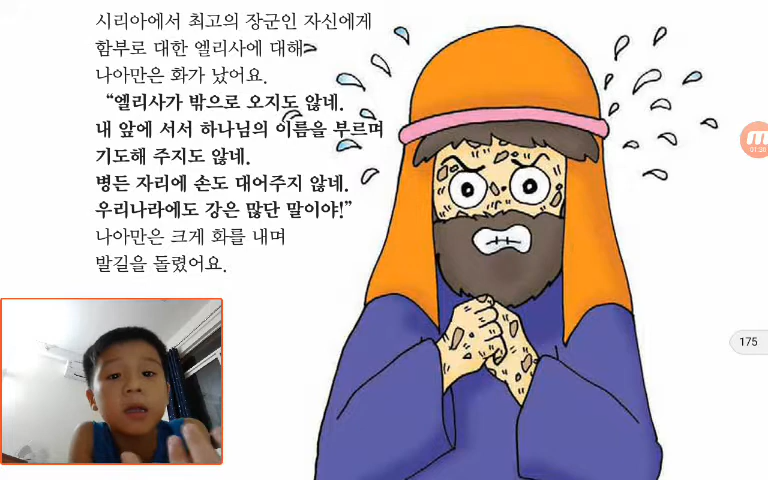 시리아에서 최고의 장군인 자신에게
함부로 대한 엘리사에 대해
나아만은 화가 났어요.
“엘리사가 밖으로 오지도 않네.
내 앞에 서서 하나님의 이름을 부르며
기도해 주지도 않네.
병든 자리에 손도 대어주지 않네.
우리나라에도 강은 많단 말이야!”
나아만은 크게 화를 내며
발길을 돌렸어요.
175